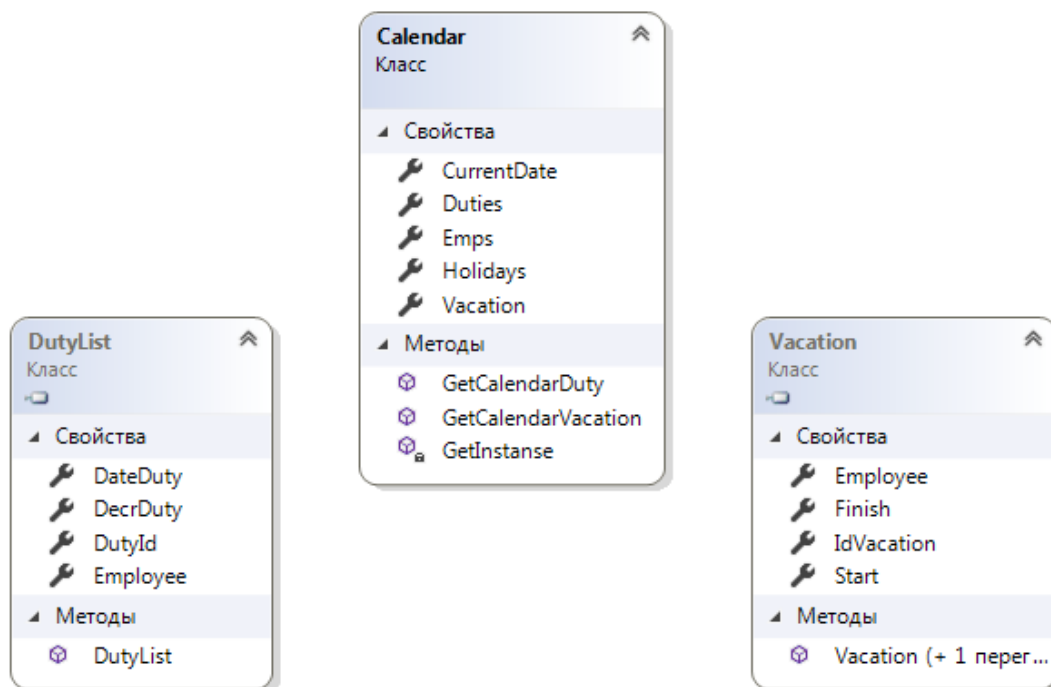 Calendar
Класс
Свойства
CurrentDate
Duties
Emps
Holidays
Vacation
Методы
GetCalendarDuty
GetCalendarVacation
GetInstanse
DutyList
Класс
Свойства
DateDuty
DecrDuty
DutyId
Employee
Методы
DutyList
Vacation
Класс
Свойства
Employee
Finish
IdVacation
Start
Методы
Vacation (+ 1 перег...